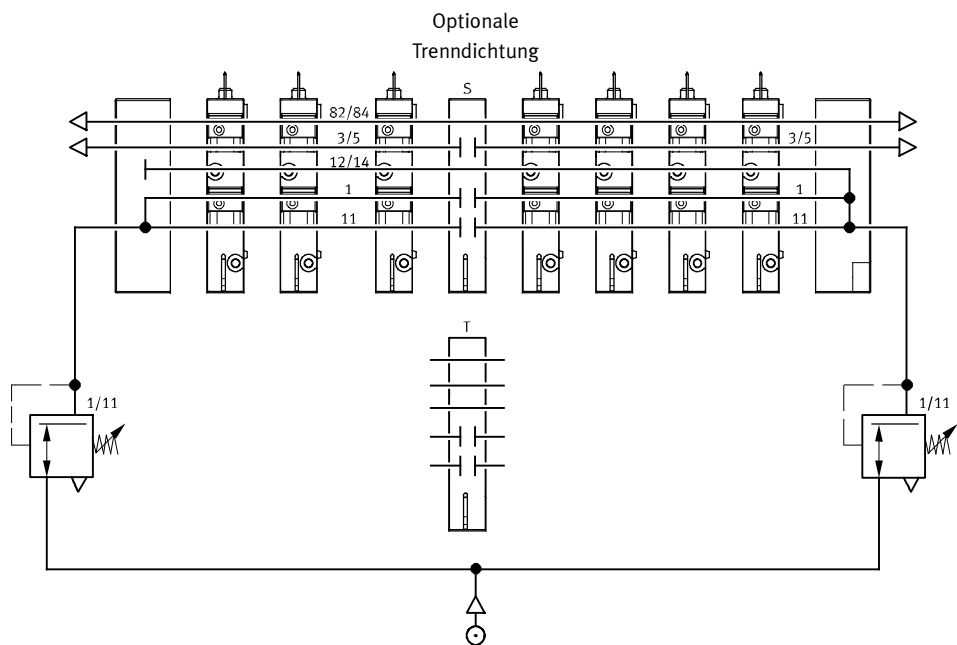 Optionale
Trenndichtung
S
82/84
3/5 3/5
12/14
1 1
11 11
T
1/11 1/11